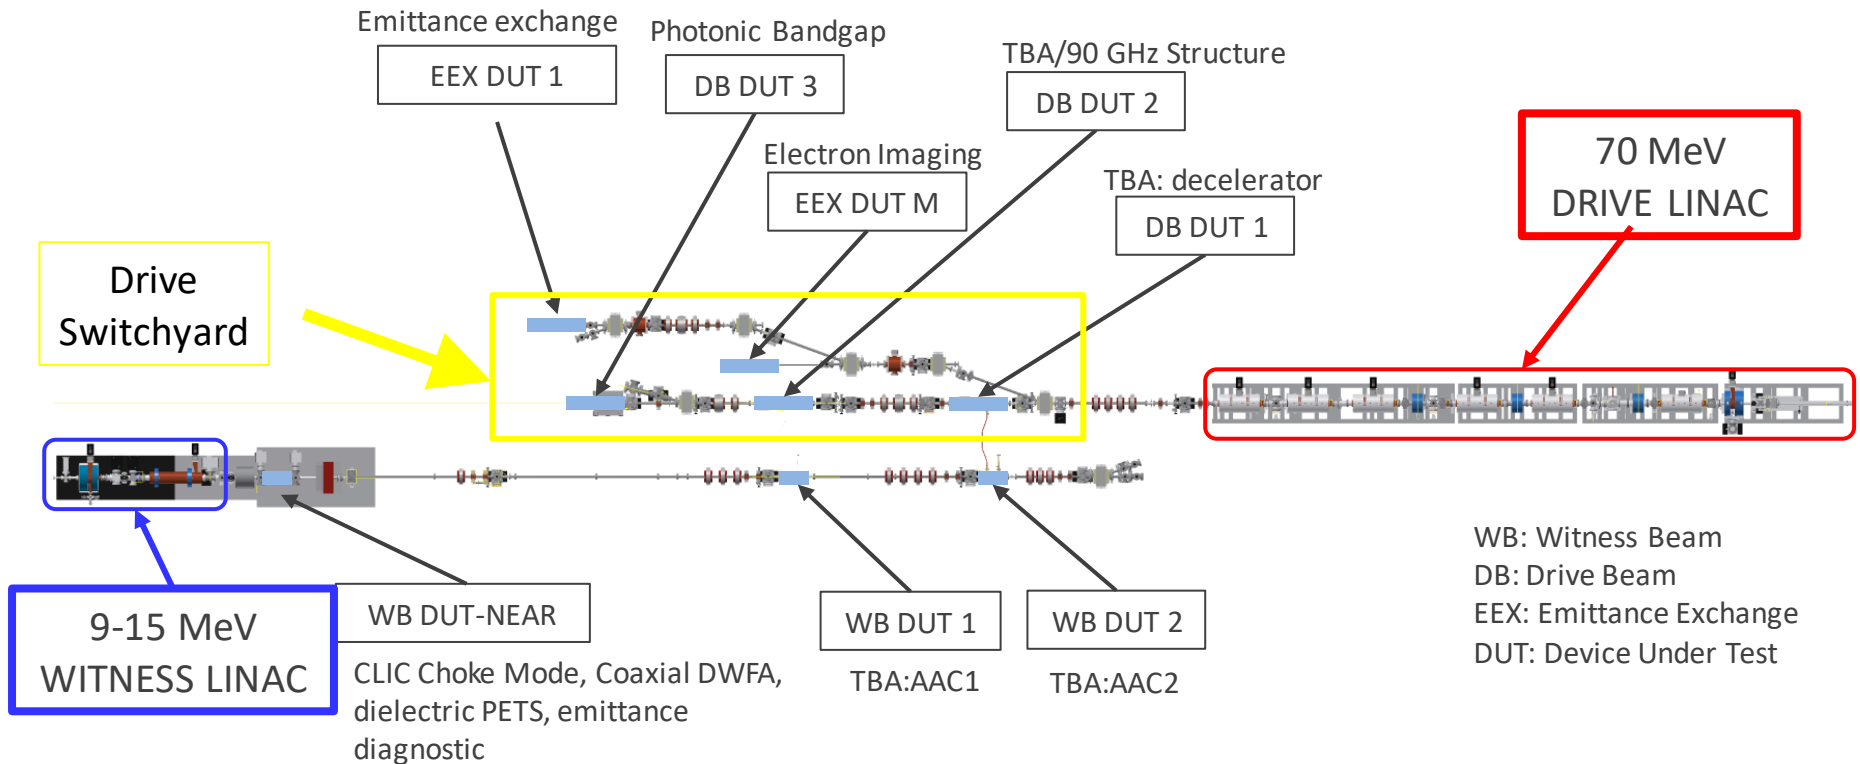 Emittance exchange
EEX DUT 1
Photonic Bandgap
DB DUT 3
TBA/90 GHz Structure
DB DUT 2
Electron Imaging
EEX DUT M
TBA: decelerator
DB DUT 1
70 MeV
DRIVE LINAC
Drive
Switchyard
9-15 MeV
WITNESS LINAC
WB DUT-NEAR
CLIC Choke Mode, Coaxial DWFA,
dielectric PETS, emittance
diagnostic
WB DUT 1
TBA:AAC1
WB DUT 2
TBA:AAC2
WB: Witness Beam
DB: Drive Beam
EEX: Emittance Exchange
DUT: Device Under Test